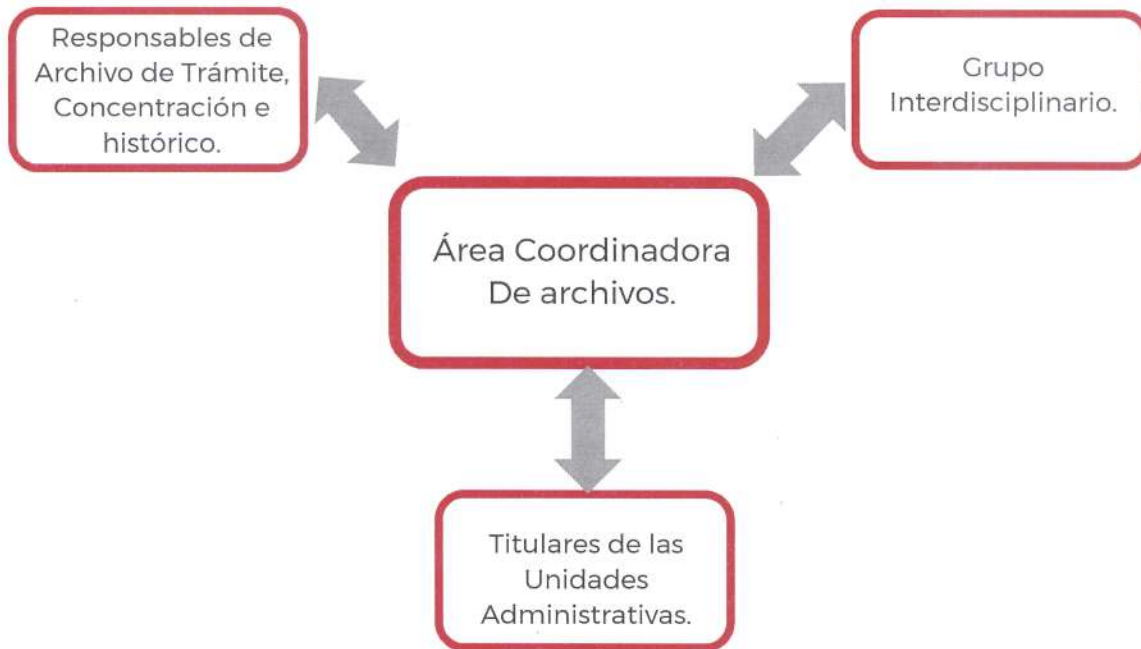 Responsables de
Archivo de Trámite,
Concentración e
histórico.
Grupo
Interdisciplinario.
Área Coordinadora
De archivos.
Titulares de las
Unidades
Administrativas.